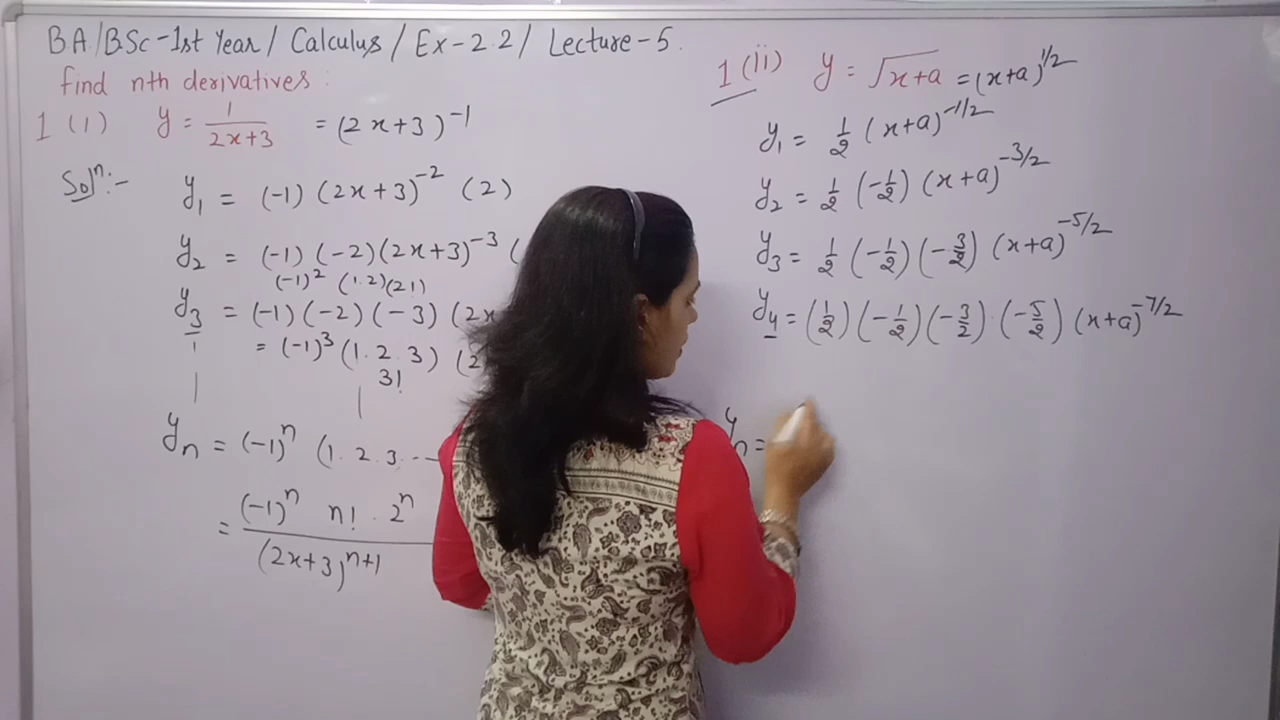 BA/BSc-1st Year/ Calculus/ Ex-2.2/ Lecture-5.
find nth derivatives:
1 (i) y = 1/(2x+3) = (2x+3)^-1
Solⁿ:-
y₁ = (-1) (2x+3)^-2 (2)
y₂ = (-1) (-2)(2x+3)^-3 (
(-1)² (1.2)(2!)
y₃ = (-1)(-2)(-3) (2x
= (-1)³ (1.2.3) (2
3!
yₙ = (-1)ⁿ (1.2.3.--
= (-1)ⁿ n! . 2ⁿ / (2x+3)^n+1
1 (ii) y = √(x+a) = (x+a)^1/2
y₁ = 1/2 (x+a)^-1/2
y₂ = 1/2 (-1/2) (x+a)^-3/2
y₃ = 1/2 (-1/2) (-3/2) (x+a)^-5/2
y₄ = (1/2) (-1/2) (-3/2) . (-5/2) (x+a)^-7/2
yₙ =